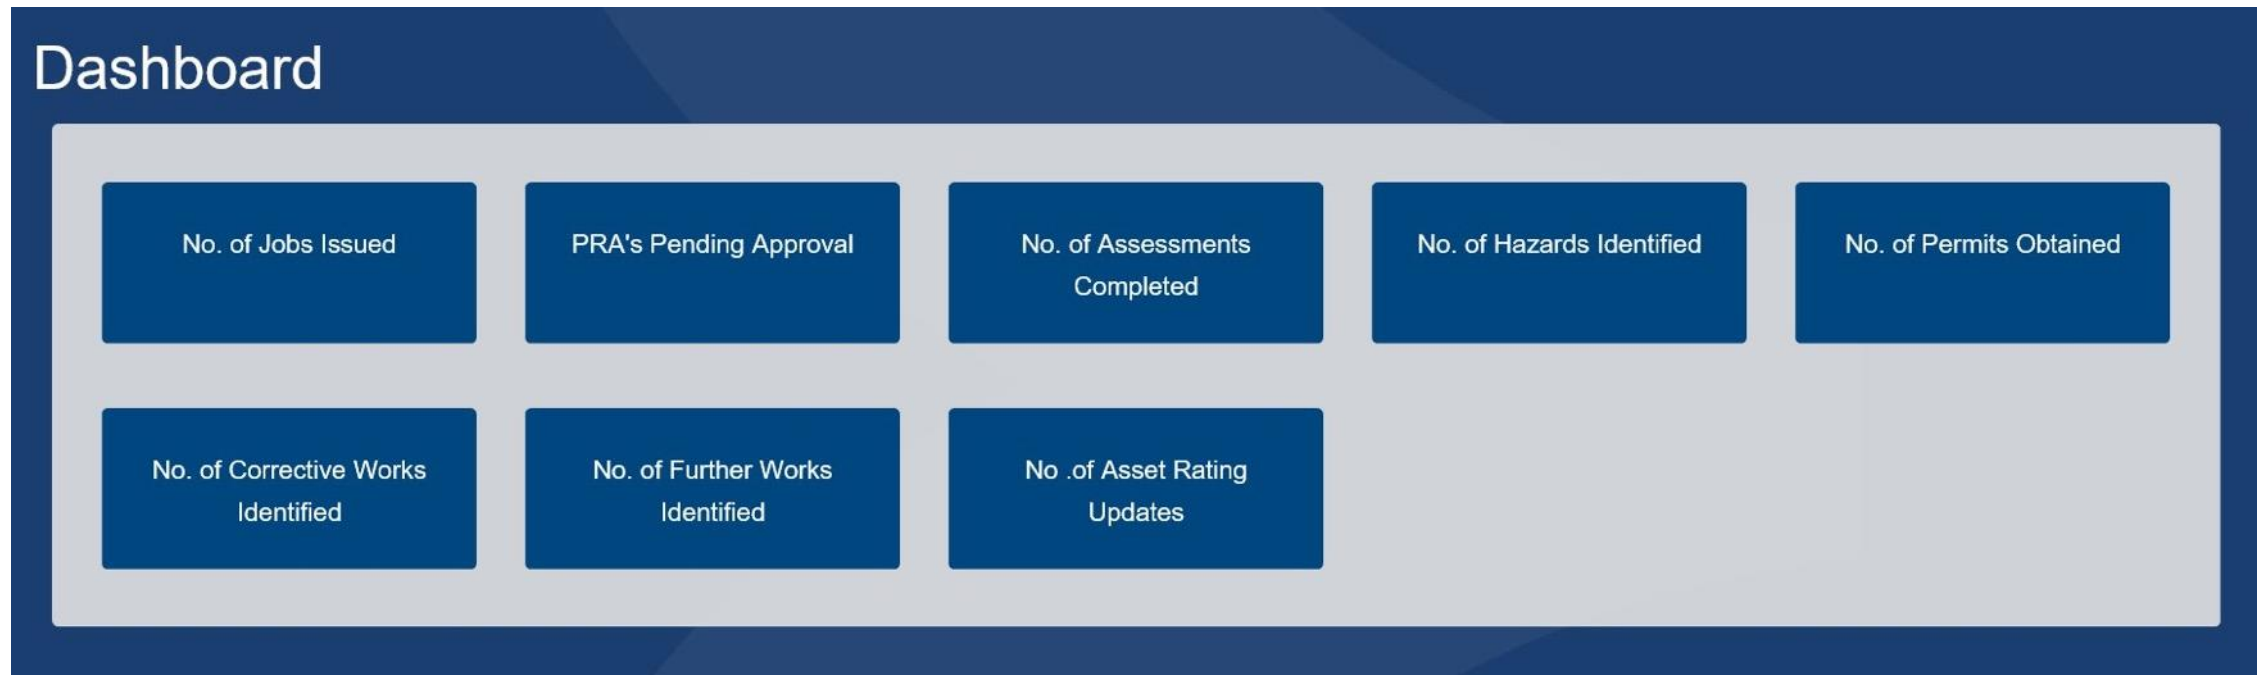 Dashboard
No. of Jobs Issued
PRA's Pending Approval
No. of Assessments
Completed
No. of Hazards Identified
No. of Permits Obtained
No. of Corrective Works
Identified
No. of Further Works
Identified
No .of Asset Rating
Updates